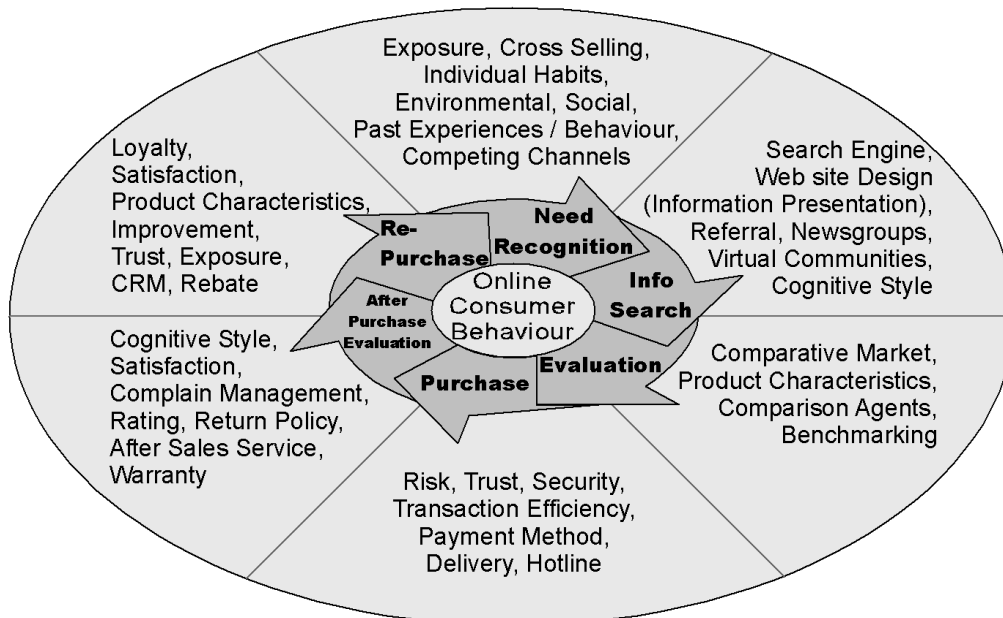 Exposure, Cross Selling,
Individual Habits,
Environmental, Social,
Past Experiences / Behaviour,
Competing Channels
Search Engine,
Web site Design
(Information Presentation),
Referral, Newsgroups,
Virtual Communities,
Cognitive Style
Comparative Market,
Product Characteristics,
Comparison Agents,
Benchmarking
Risk, Trust, Security,
Transaction Efficiency,
Payment Method,
Delivery, Hotline
Cognitive Style,
Satisfaction,
Complain Management,
Rating, Return Policy,
After Sales Service,
Warranty
Loyalty,
Satisfaction,
Product Characteristics,
Improvement,
Trust, Exposure,
CRM, Rebate
Need
Recognition
Info
Search
Evaluation
Purchase
After
Purchase
Evaluation
Re-
Purchase
Online
Consumer
Behaviour